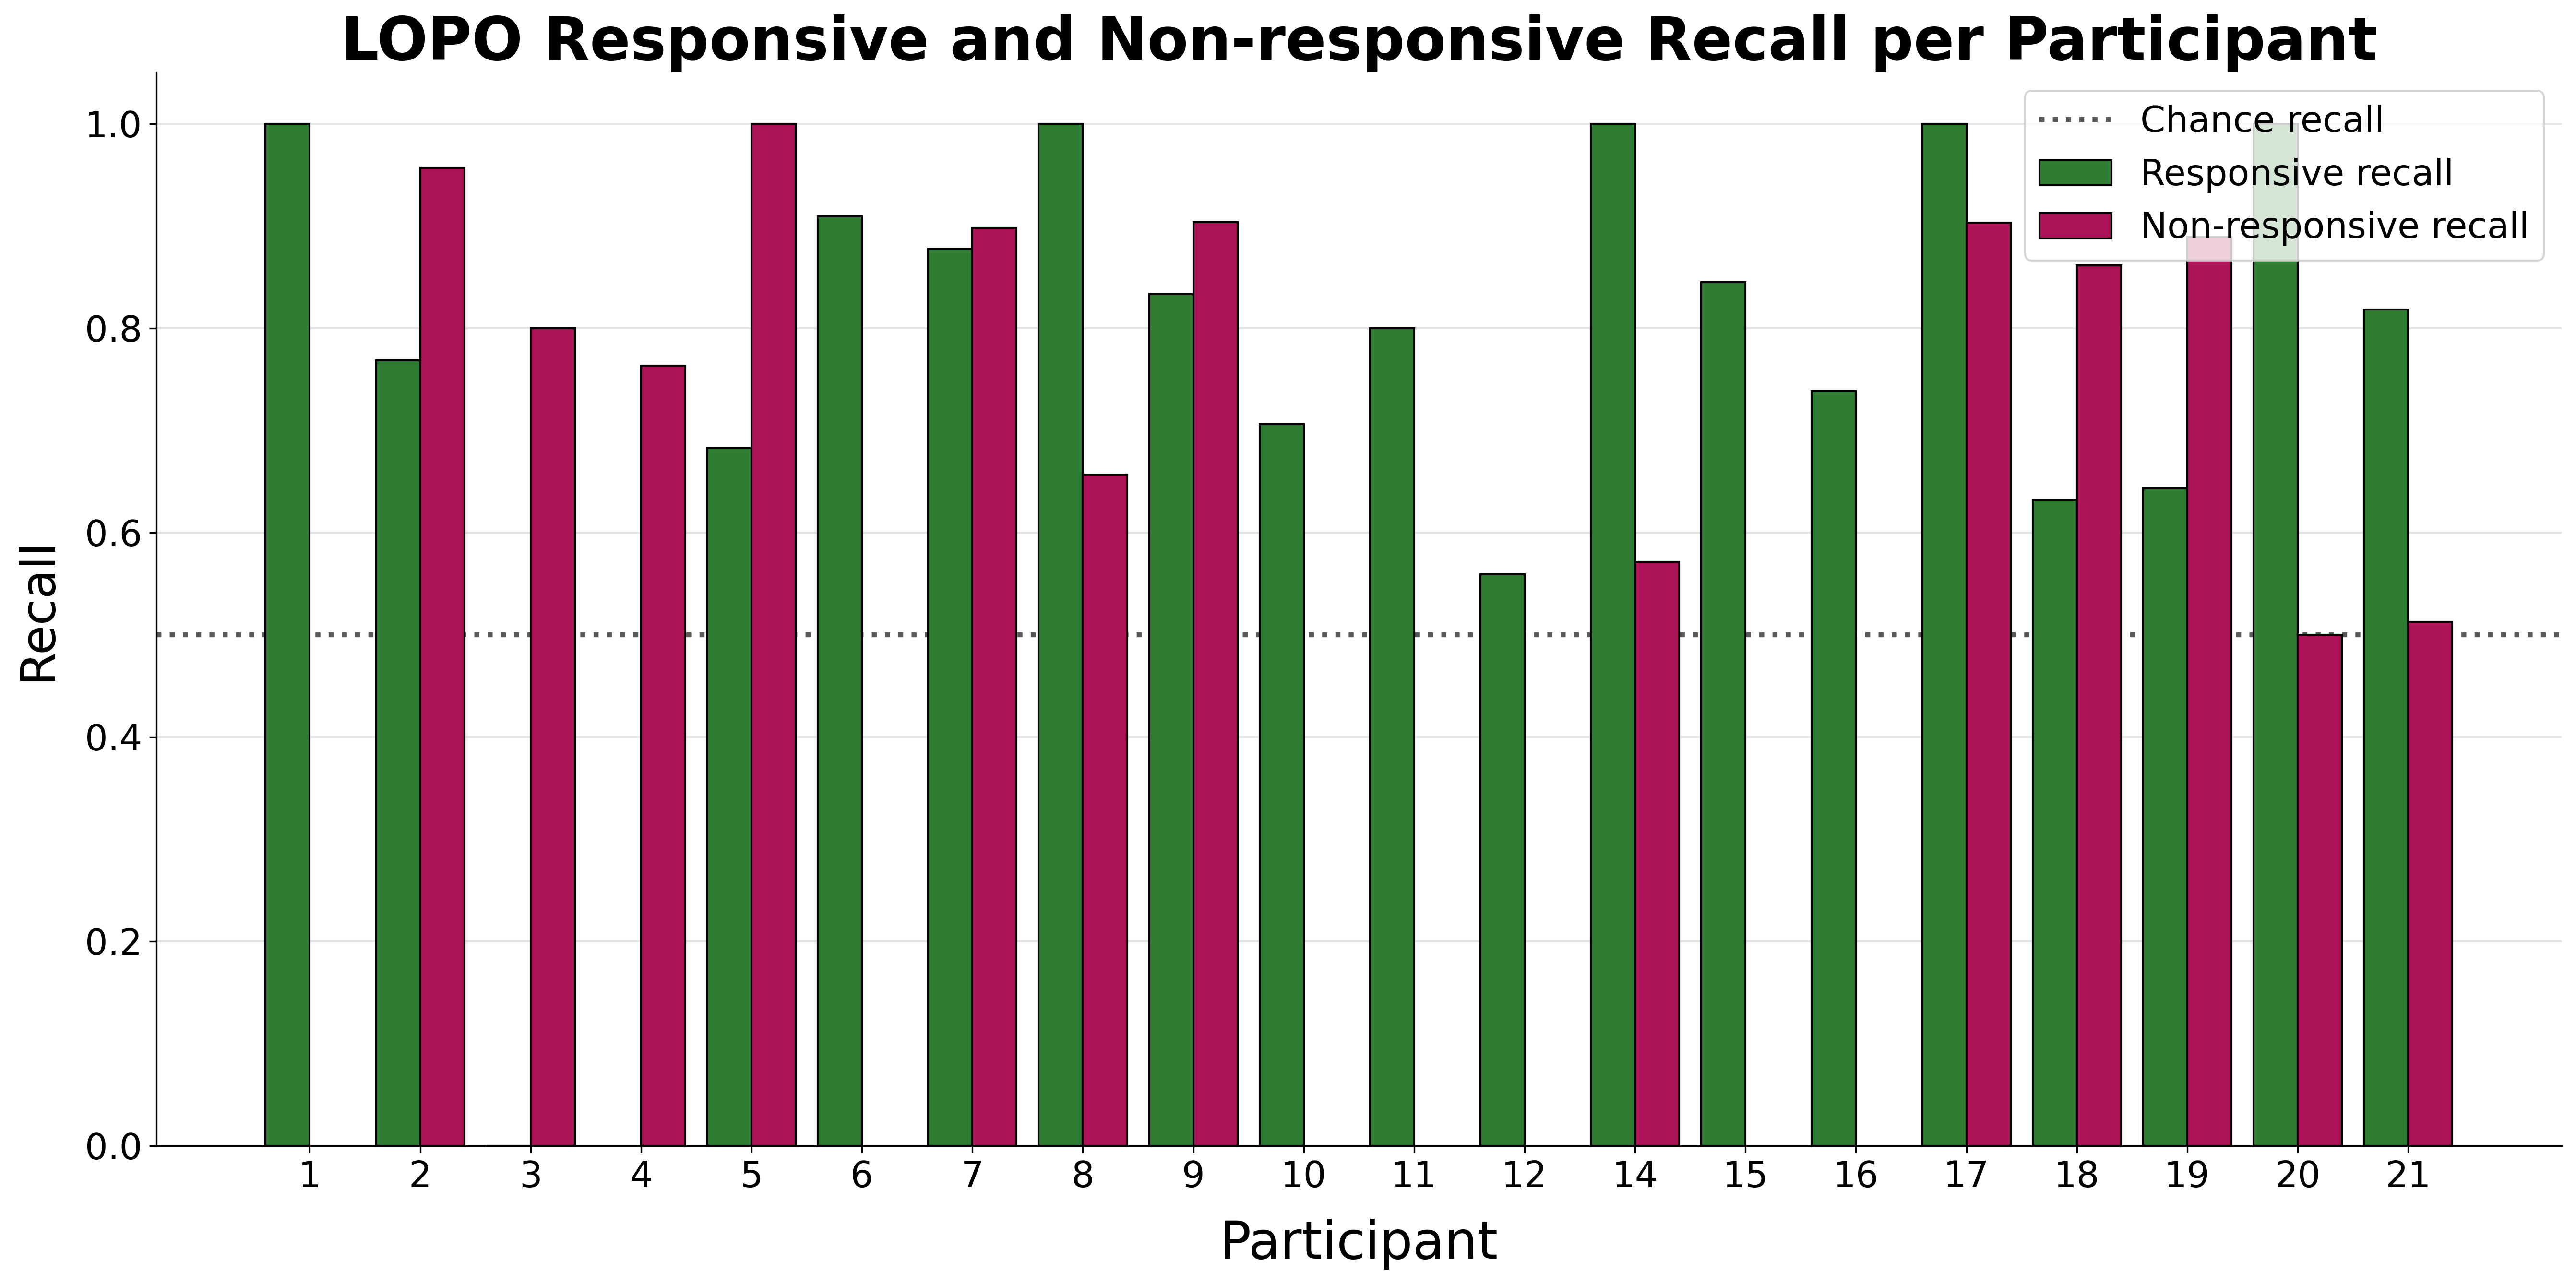 LOPO Responsive and Non-responsive Recall per Participant
Chance recall
Responsive recall
Non-responsive recall
1.0
0.8
0.6
0.4
0.2
0.0
Recall
1 2 3 4 5 6 7 8 9 10 11 12 14 15 16 17 18 19 20 21
Participant